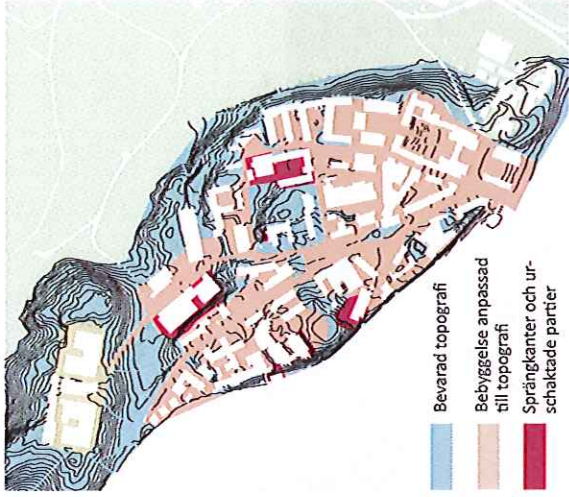 Bevarad topografi
Bebyggelse anpassad
till topografi
Sprängkanter och ur-
schaktade partier